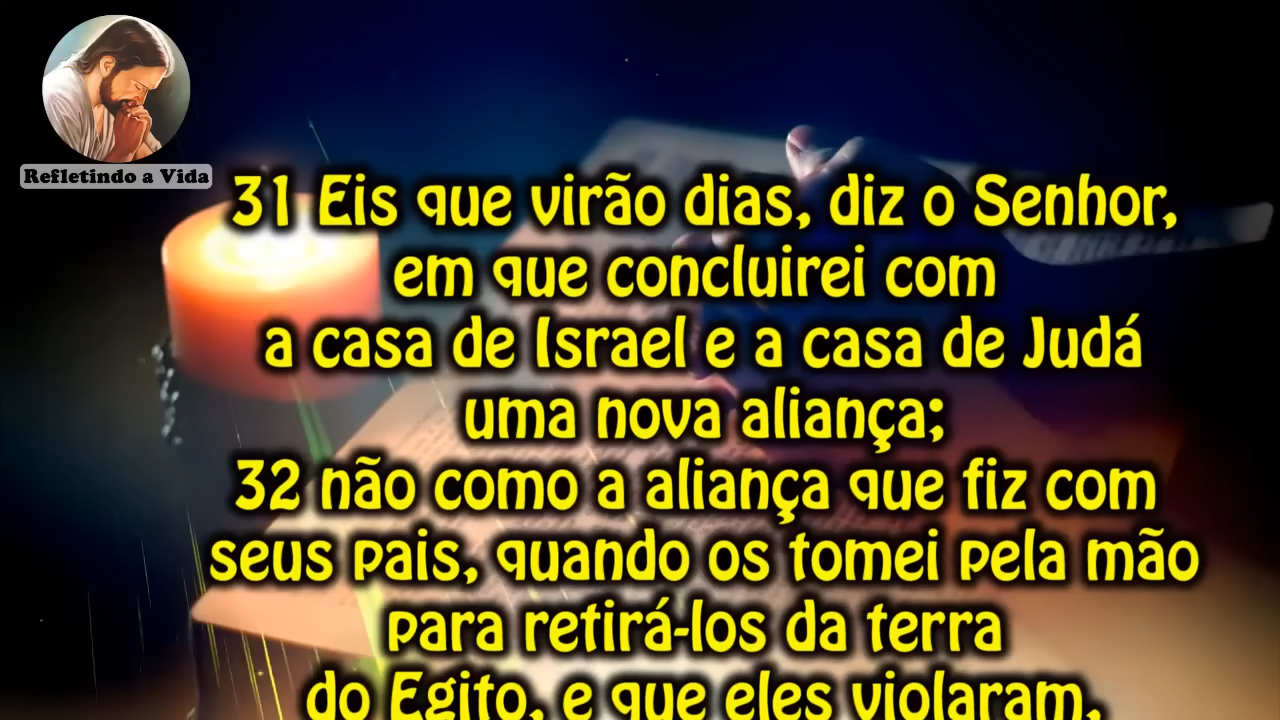 Refletindo a Vida
31 Eis que virão dias, diz o Senhor,
em que concluirei com
a casa de Israel e a casa de Judá
uma nova aliança;
32 não como a aliança que fiz com
seus pais, quando os tomei pela mão
para retirá-los da terra
do Egito, e que eles violaram,